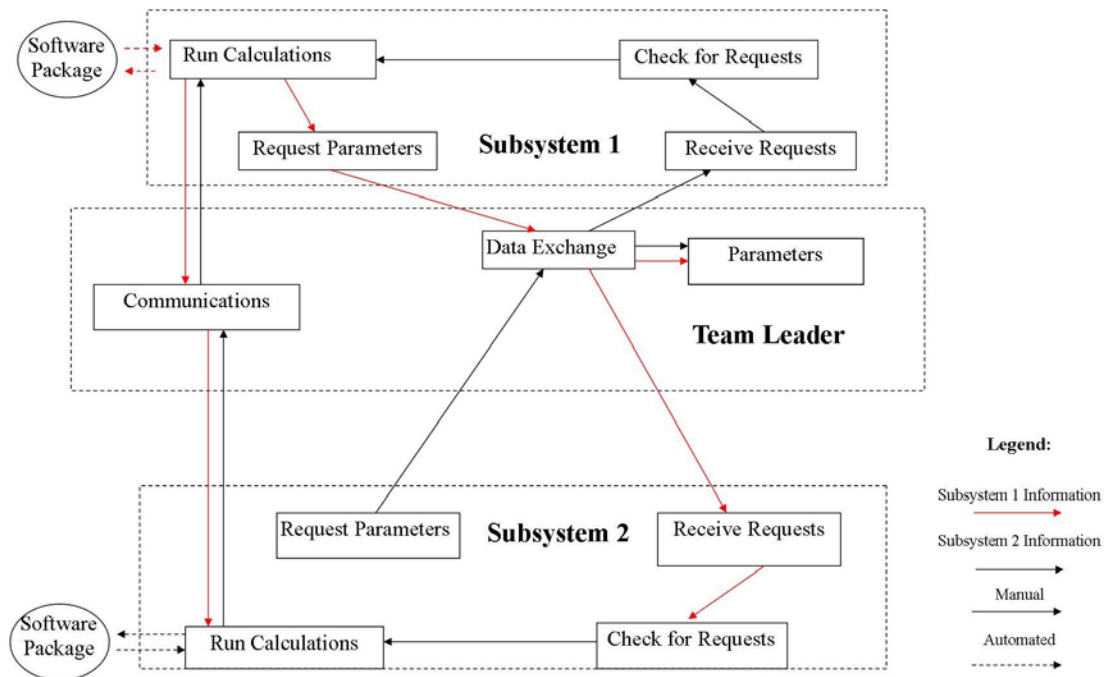 Software
Package
Run Calculations
Check for Requests
Request Parameters
Subsystem 1
Receive Requests
Data Exchange
Parameters
Communications
Team Leader
Legend:
Subsystem 1 Information
Subsystem 2 Information
Manual
Automated
Request Parameters
Subsystem 2
Receive Requests
Software
Package
Run Calculations
Check for Requests